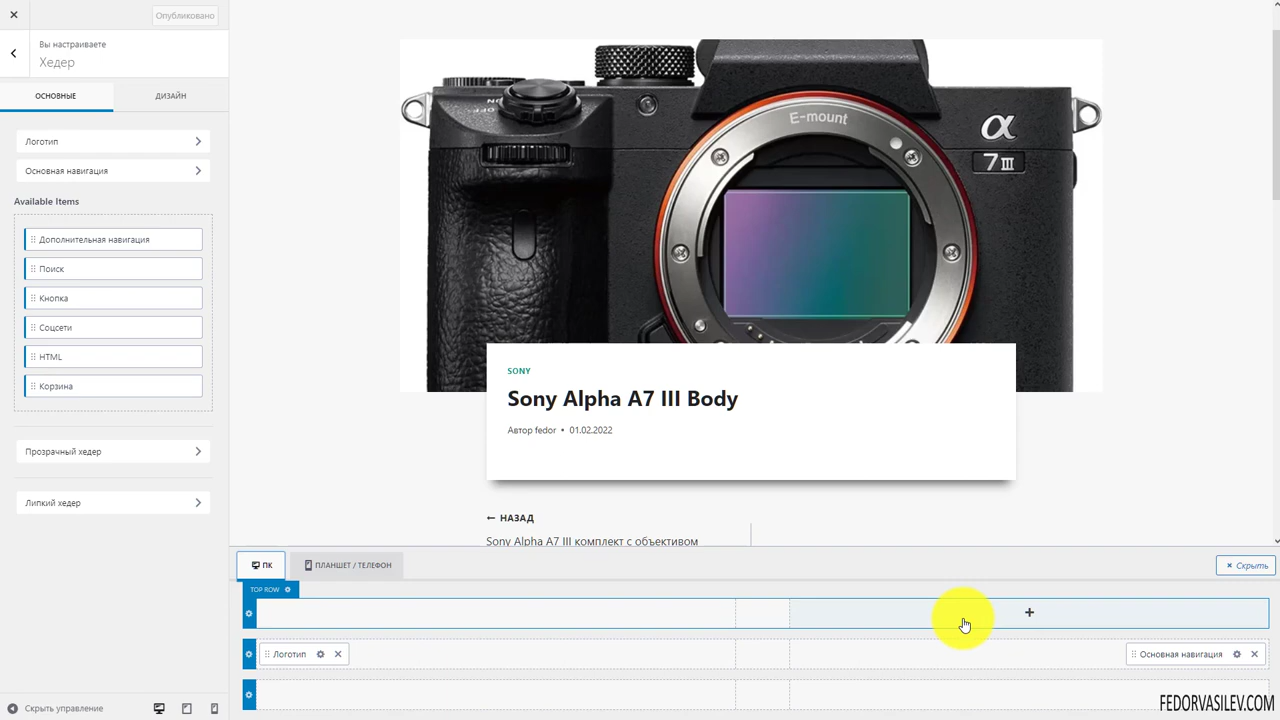 Опубликовано
Вы настраиваете
Хедер
ОСНОВНЫЕ
ДИЗАЙН
Логотип
Основная навигация
Available Items
Дополнительная навигация
Поиск
Кнопка
Соцсети
HTML
Корзина
Прозрачный хедер
Липкий хедер
Скрыть управление
E-mount
α
7III
ON
OFF
SONY
Sony Alpha A7 III Body
Автор fedor • 01.02.2022
← НАЗАД
Sony Alpha A7 III комплект с объективом
ПК
ПЛАНШЕТ / ТЕЛЕФОН
× Скрыть
TOP ROW
Логотип
Основная навигация
FEDORVASILEV.COM